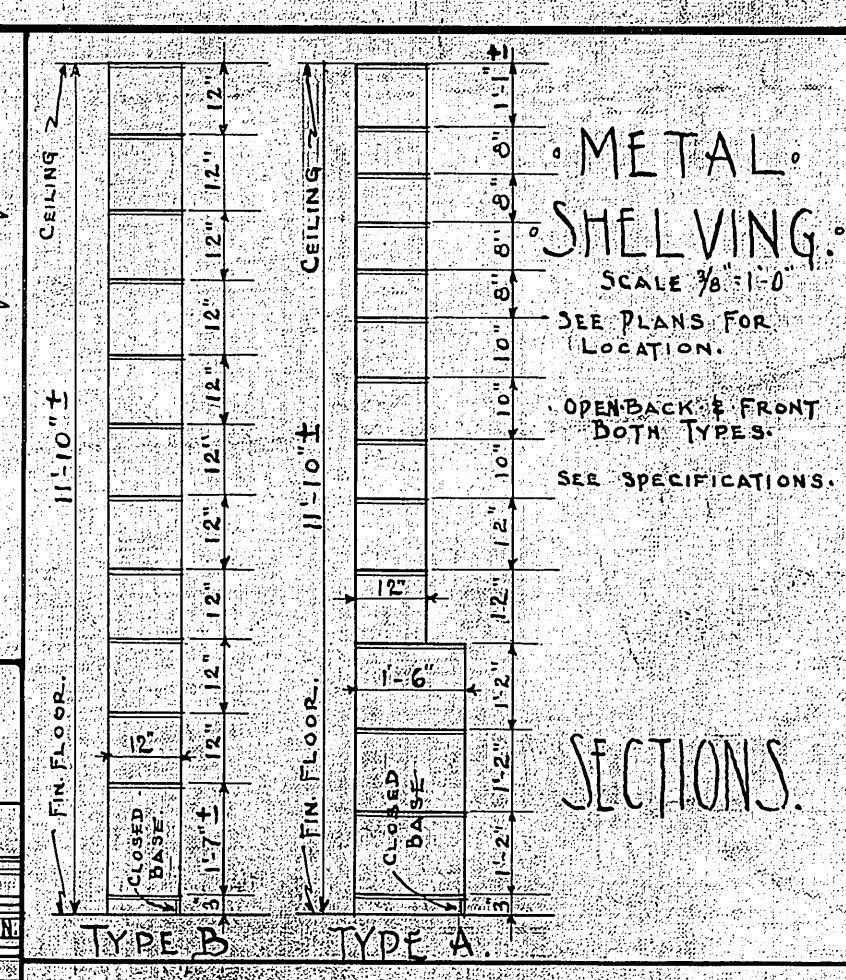 CEILING
11'-10"±
FIN. FLOOR.
12"
12"
12"
12"
12"
12"
12"
12"
12"
12"
1'-7"±
3"
12"
CLOSED
BASE
TYPE B
CEILING
11'-10"±
FIN. FLOOR.
1'-1"±
8"
8"
8"
8"
10"
10"
10"
12"
12"
1'-2"
1'-2"
1'-2"
3"
12"
1'-6"
CLOSED
BASE
TYPE A.
METAL.
SHELVING.
SCALE 3/8"=1'-0"
SEE PLANS FOR
LOCATION.
OPEN BACK & FRONT
BOTH TYPES.
SEE SPECIFICATIONS.
SECTIONS.
N.